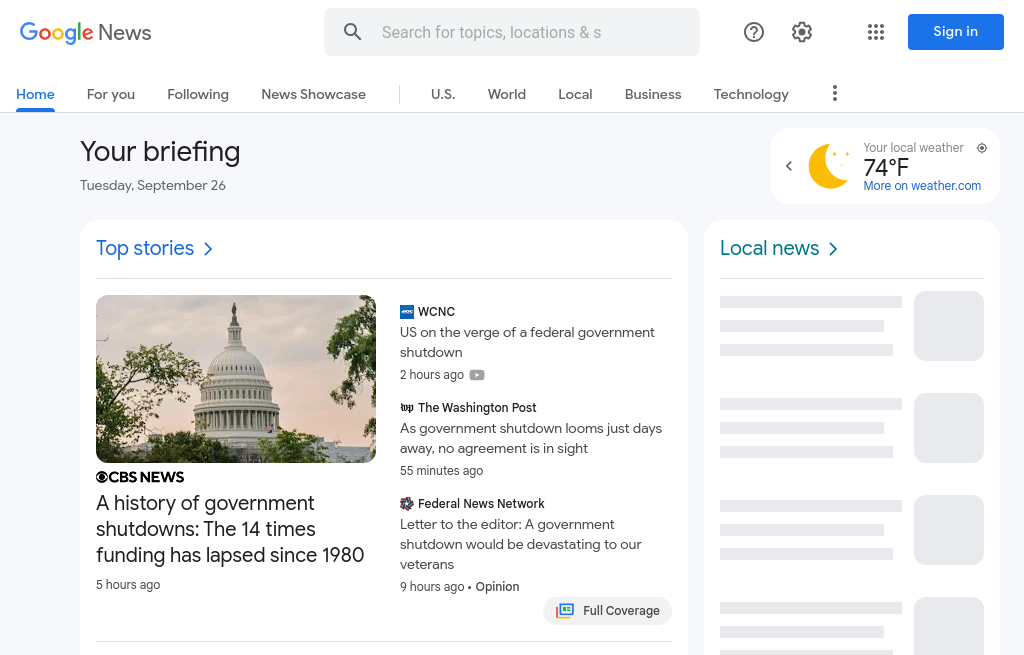 Google News
Search for topics, locations & s
Sign in
Home
For you
Following
News Showcase
U.S.
World
Local
Business
Technology
Your briefing
Tuesday, September 26
Your local weather
74°F
More on weather.com
Top stories
CBS NEWS
A history of government
shutdowns: The 14 times
funding has lapsed since 1980
5 hours ago
WCNC
US on the verge of a federal government
shutdown
2 hours ago
wp The Washington Post
As government shutdown looms just days
away, no agreement is in sight
55 minutes ago
Federal News Network
Letter to the editor: A government
shutdown would be devastating to our
veterans
9 hours ago • Opinion
Full Coverage
Local news